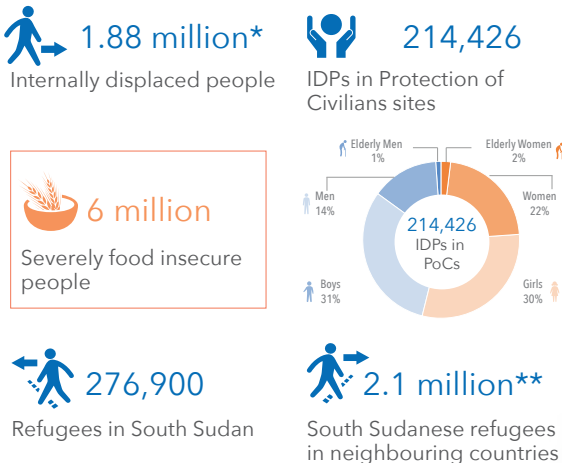 1.88 million*
Internally displaced people
214,426
IDPs in Protection of
Civilians sites
6 million
Severely food insecure
people
Elderly Men
1%
Elderly Women
2%
Men
14%
Women
22%
214,426
IDPs in
PoCs
Boys
31%
Girls
30%
276,900
Refugees in South Sudan
2.1 million**
South Sudanese refugees
in neighbouring countries